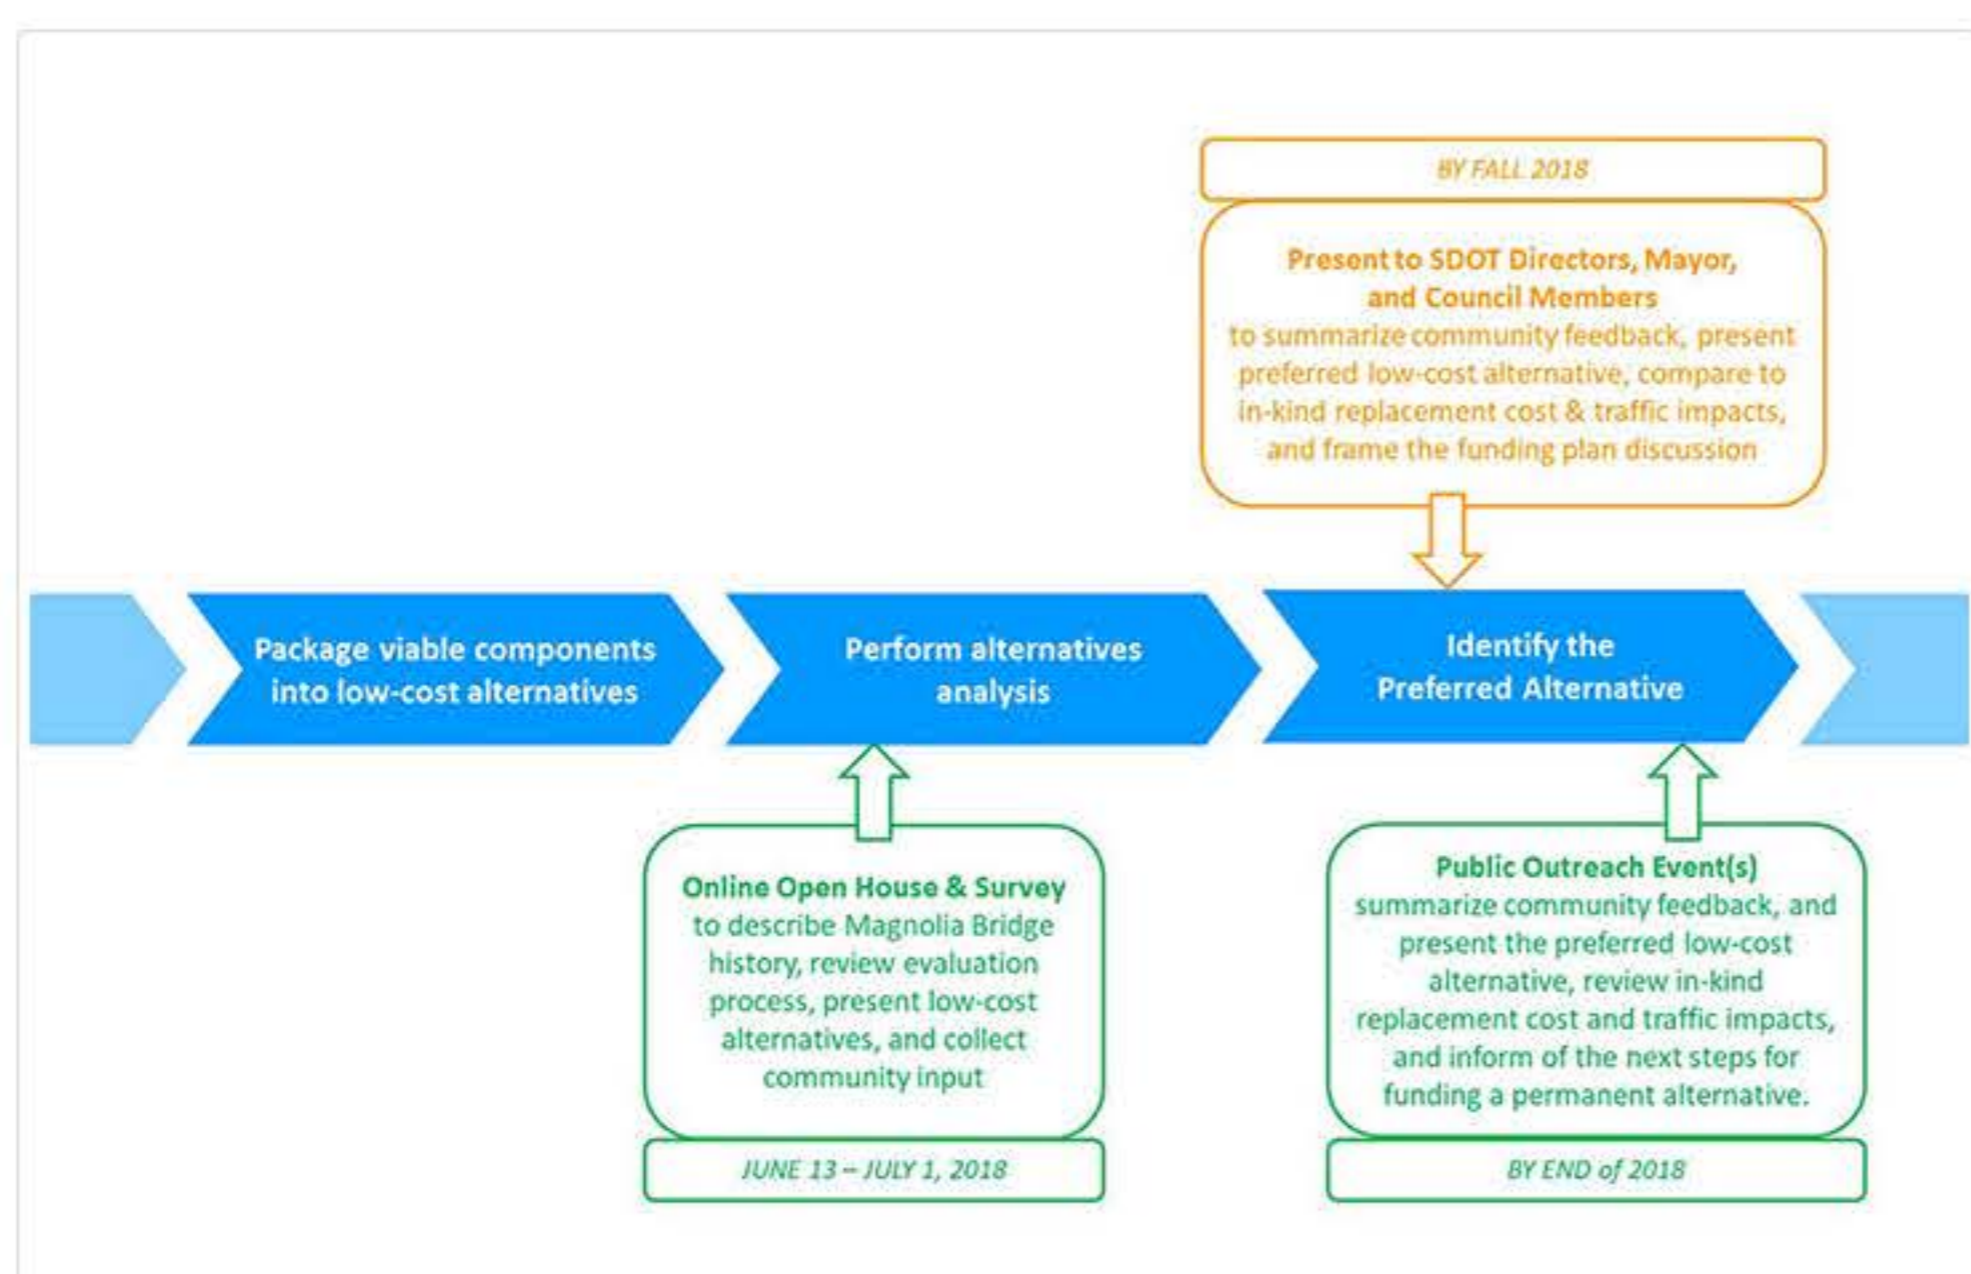 BY FALL 2018
Present to SDOT Directors, Mayor,
and Council Members
to summarize community feedback, present
preferred low-cost alternative, compare to
in-kind replacement cost & traffic impacts,
and frame the funding plan discussion
Package viable components
into low-cost alternatives
Perform alternatives
analysis
Identify the
Preferred Alternative
Online Open House & Survey
to describe Magnolia Bridge
history, review evaluation
process, present low-cost
alternatives, and collect
community input
JUNE 13 – JULY 1, 2018
Public Outreach Event(s)
summarize community feedback, and
present the preferred low-cost
alternative, review in-kind
replacement cost and traffic impacts,
and inform of the next steps for
funding a permanent alternative.
BY END of 2018